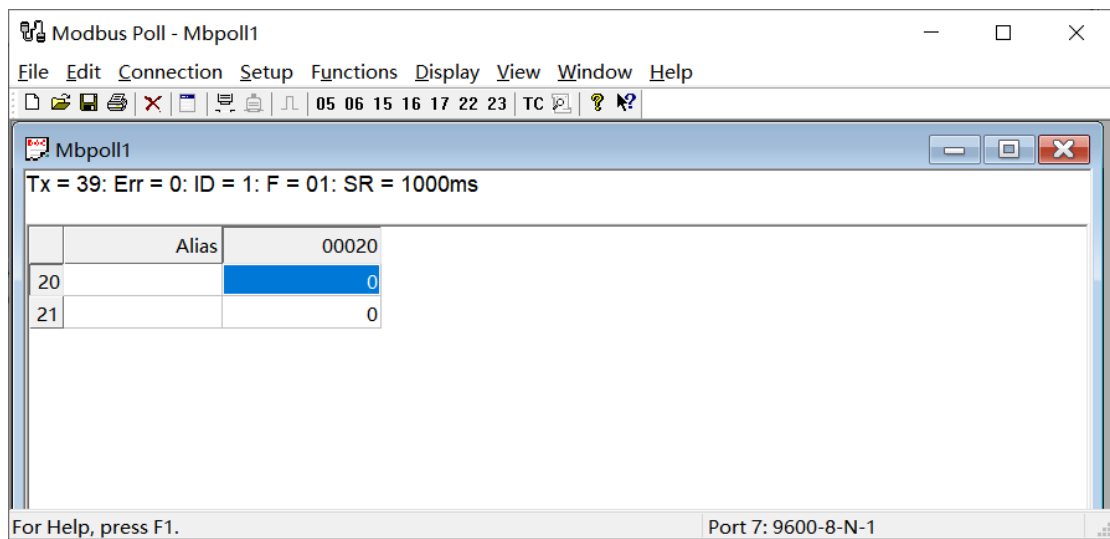 Modbus Poll - Mbpoll1
File Edit Connection Setup Functions Display View Window Help
05 06 15 16 17 22 23 TC
Mbpoll1
Tx = 39: Err = 0: ID = 1: F = 01: SR = 1000ms
Alias 00020
20 0
21 0
For Help, press F1. Port 7: 9600-8-N-1